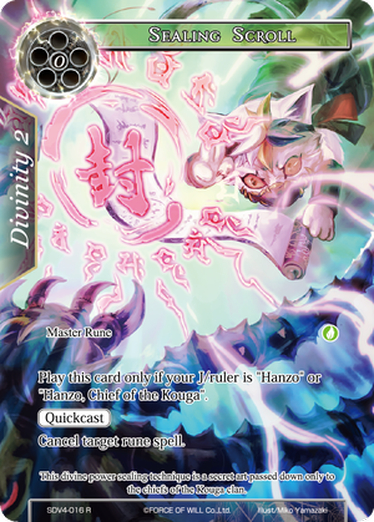 Sealing Scroll
0
Divinity 2
封
Master Rune
Play this card only if your J/ruler is "Hanzo" or
"Hanzo, Chief of the Kouga".
Quickcast
Cancel target rune spell.
This divine power sealing technique is a secret art passed down only to
the chiefs of the Kouga clan.
SDV4-016 R
©FORCE OF WILL Co.,Ltd.
Illust/Miko Yamazaki